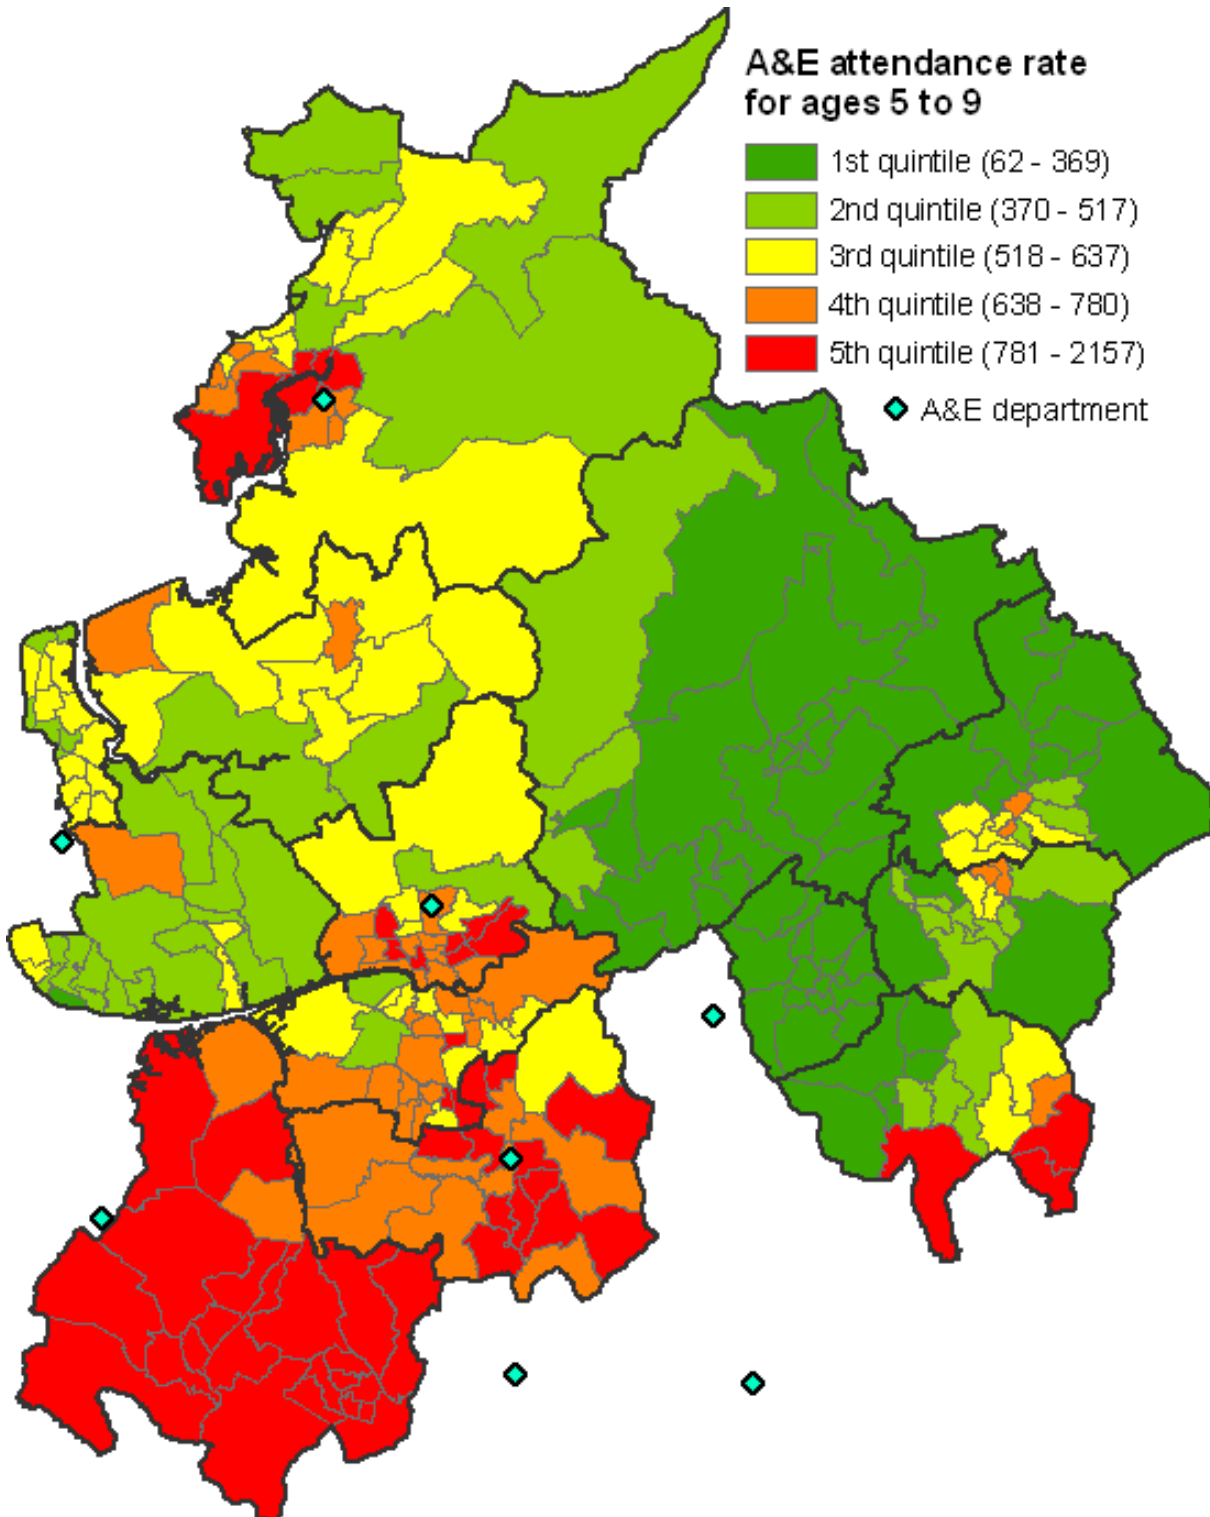 A&E attendance rate
for ages 5 to 9
1st quintile (62 - 369)
2nd quintile (370 - 517)
3rd quintile (518 - 637)
4th quintile (638 - 780)
5th quintile (781 - 2157)
A&E department